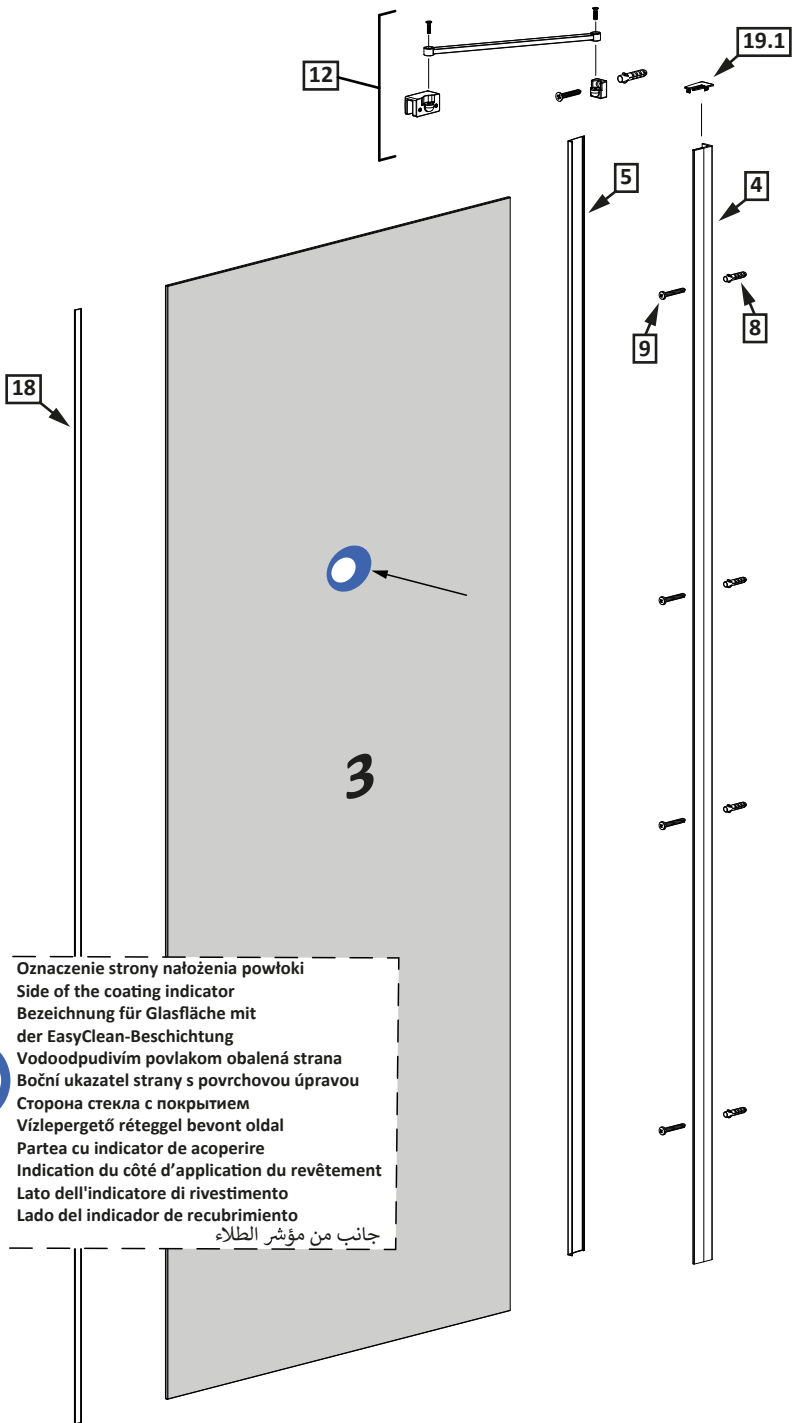 12
19.1
5
4
9
8
18
3
Oznaczenie strony nałożenia powłoki
Side of the coating indicator
Bezeichnung für Glasfläche mit
der EasyClean-Beschichtung
Vodoodpudivím povlakom obalená strana
Boční ukazatel strany s povrchovou úpravou
Сторона стекла с покрытием
Vízlepergető réteggel bevont oldal
Partea cu indicator de acoperire
Indication du côté d’application du revêtement
Lato dell'indicatore di rivestimento
Lado del indicador de recubrimiento
جانب من مؤشر الطلاء